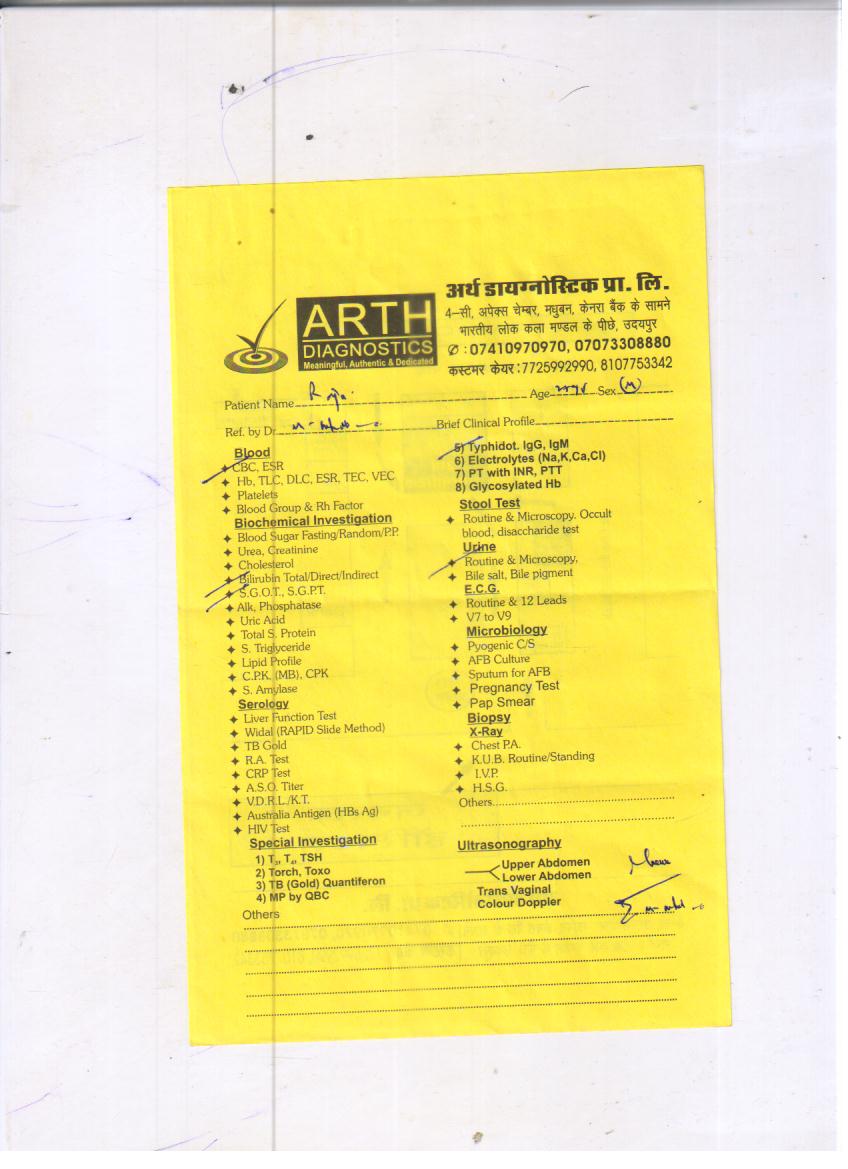 ARTH
DIAGNOSTICS
Meaningful, Authentic & Dedicated
अर्थ डायग्नोस्टिक प्रा. लि.
4–सी, अपेक्स चेम्बर, मधुबन, केनरा बैंक के सामने
भारतीय लोक कला मण्डल के पीछे, उदयपुर
✆ : 07410970970, 07073308880
कस्टमर केयर :7725992990, 8107753342
Patient Name Age Sex M
Ref. by Dr. Brief Clinical Profile
Blood
CBC, ESR
Hb, TLC, DLC, ESR, TEC, VEC
Platelets
Blood Group & Rh Factor
Biochemical Investigation
Blood Sugar Fasting/Random/P.P.
Urea, Creatinine
Cholesterol
Bilirubin Total/Direct/Indirect
S.G.O.T., S.G.P.T.
Alk, Phosphatase
Uric Acid
Total S. Protein
S. Triglyceride
Lipid Profile
C.P.K. (MB), CPK
S. Amylase
Serology
Liver Function Test
Widal (RAPID Slide Method)
TB Gold
R.A. Test
CRP Test
A.S.O. Titer
V.D.R.L./K.T.
Australia Antigen (HBs Ag)
HIV Test
Special Investigation
1) T3, T4, TSH
2) Torch, Toxo
3) TB (Gold) Quantiferon
4) MP by QBC
Others
5) Typhidot. IgG, IgM
6) Electrolytes (Na,K,Ca,Cl)
7) PT with INR, PTT
8) Glycosylated Hb
Stool Test
Routine & Microscopy. Occult
blood, disaccharide test
Urine
Routine & Microscopy,
Bile salt, Bile pigment
E.C.G.
Routine & 12 Leads
V7 to V9
Microbiology
Pyogenic C/S
AFB Culture
Sputum for AFB
Pregnancy Test
Pap Smear
Biopsy
X-Ray
Chest P.A.
K.U.B. Routine/Standing
I.V.P.
H.S.G.
Others
Ultrasonography
Upper Abdomen
Lower Abdomen
Trans Vaginal
Colour Doppler